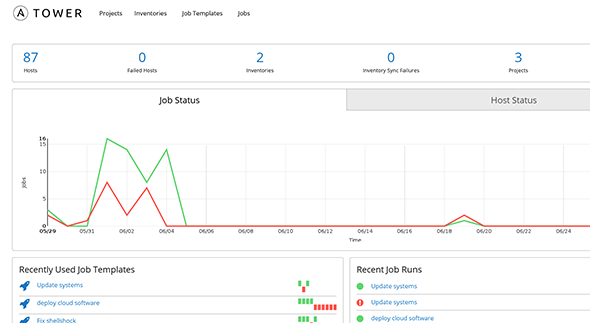 A TOWER Projects Inventories Job Templates Jobs
87 0 2 0 3
Hosts Failed Hosts Inventories Inventory Sync Failures Projects
Job Status Host Status
16
15
10
5
0
Jobs
05/29 05/31 06/02 06/04 06/06 06/08 06/10 06/12 06/14 06/16 06/18 06/20 06/22 06/24
Time
Recently Used Job Templates
Update systems
deploy cloud software
Fix shellshock
Recent Job Runs
Update systems
Update systems
deploy cloud software